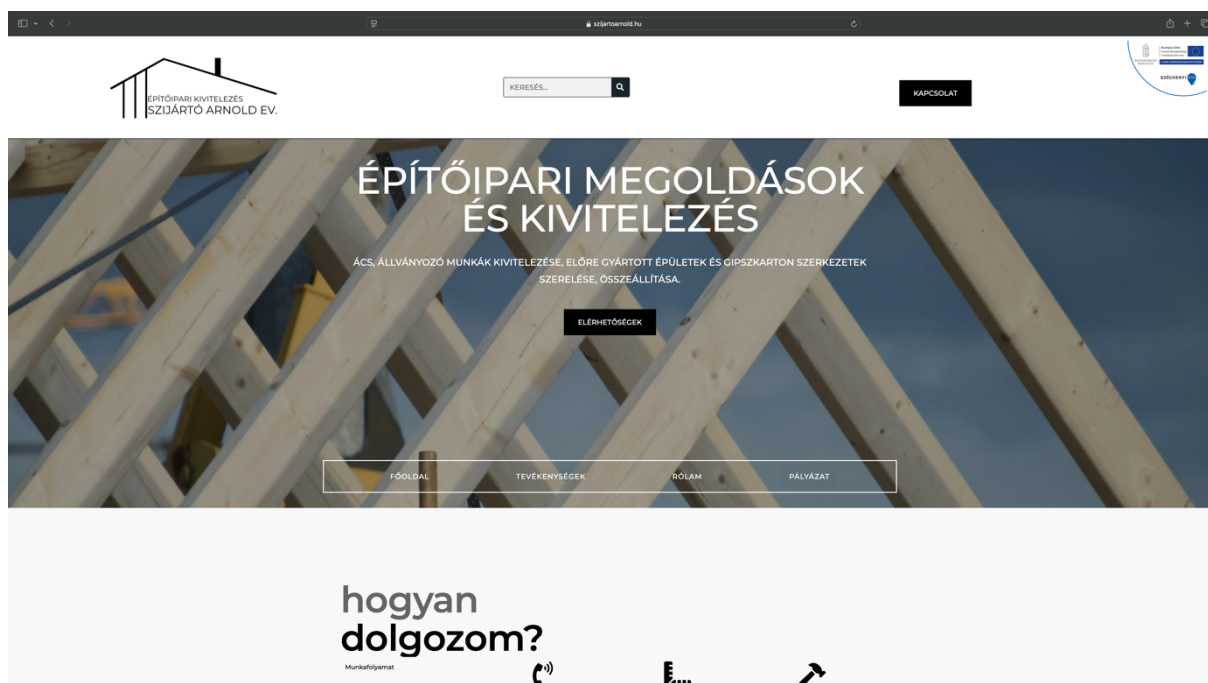 szijartoarnold.hu
ÉPÍTŐIPARI KIVITELEZÉS
SZIJÁRTÓ ARNOLD EV.
KERESÉS...
KAPCSOLAT
SZÉCHENYI
ÉPÍTŐIPARI MEGOLDÁSOK
ÉS KIVITELEZÉS
ÁCS, ÁLLVÁNYOZÓ MUNKÁK KIVITELEZÉSE, ELŐRE GYÁRTOTT ÉPÜLETEK ÉS GIPSZKARTON SZERKEZETEK
SZERELÉSE, ÖSSZEÁLLÍTÁSA.
ELÉRHETŐSÉGEK
FŐOLDAL TEVÉKENYSÉGEK RÓLAM PÁLYÁZAT
hogyan
dolgozom?
Munkafolyamat